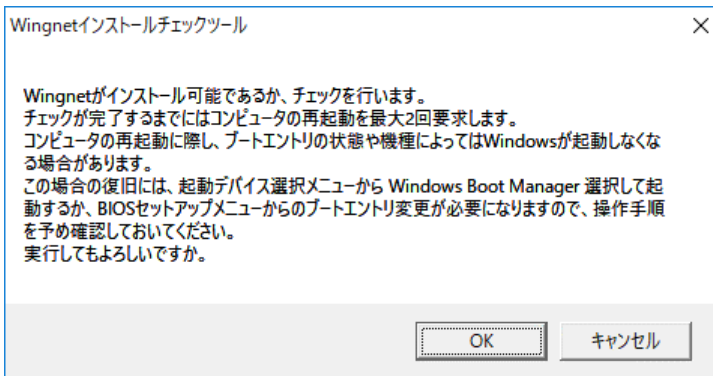 Wingnetインストールチェックツール
Wingnetがインストール可能であるか、チェックを行います。
チェックが完了するまでにはコンピュータの再起動を最大2回要求します。
コンピュータの再起動に際し、ブートエントリの状態や機種によってはWindowsが起動しなくな
る場合があります。
この場合の復旧には、起動デバイス選択メニューから Windows Boot Manager 選択して起
動するか、BIOSセットアップメニューからのブートエントリ変更が必要になりますので、操作手順
を予め確認しておいてください。
実行してもよろしいですか。
OK キャンセル